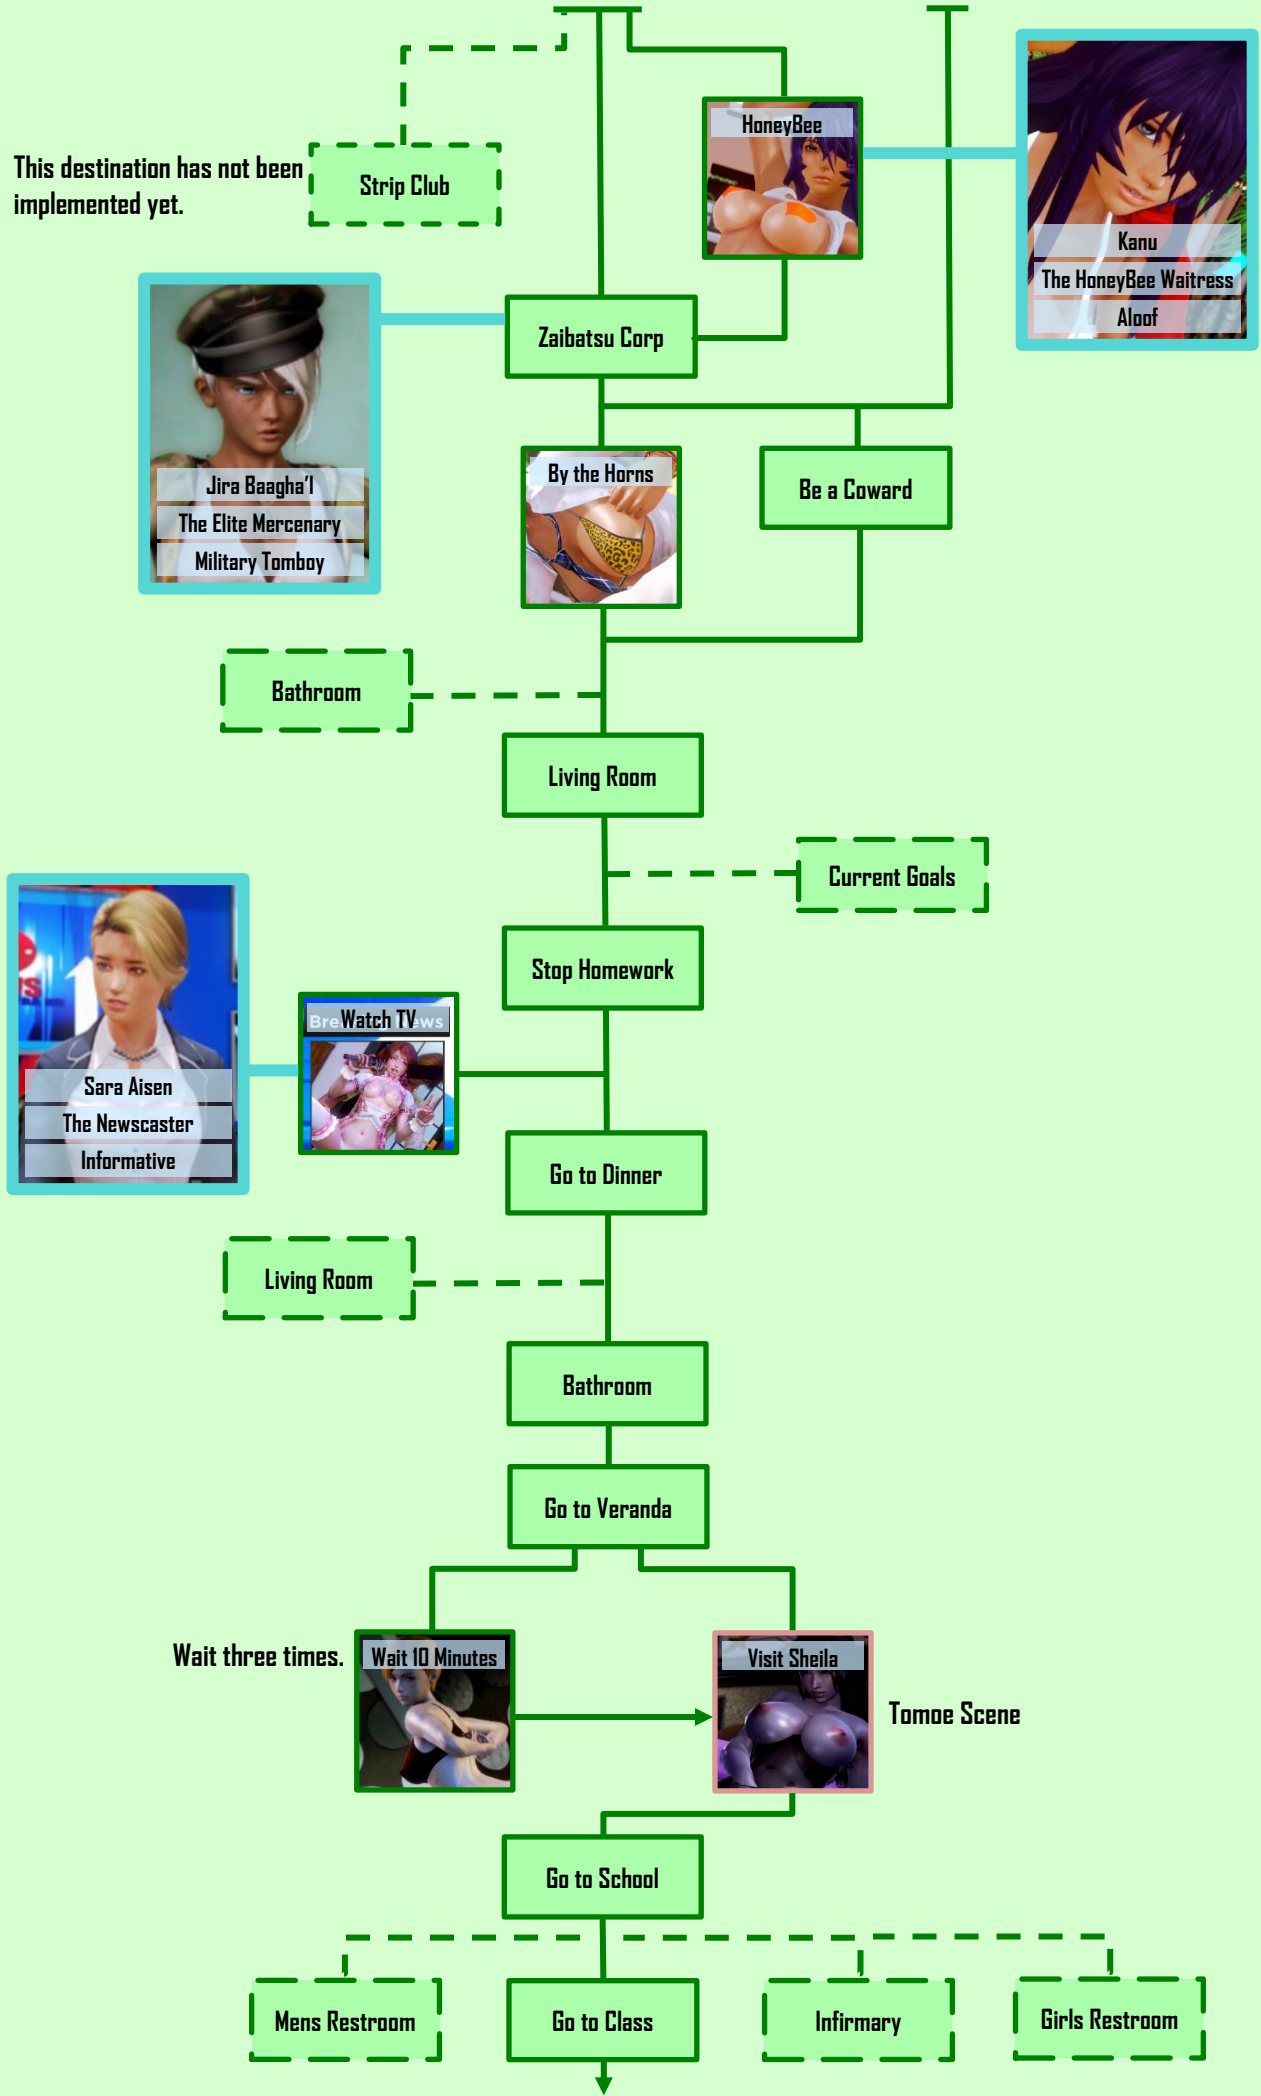 HoneyBee
This destination has not been
implemented yet.
Strip Club
Kanu
The HoneyBee Waitress
Aloof
Zaibatsu Corp
By the Horns
Be a Coward
Jira Baagha'l
The Elite Mercenary
Military Tomboy
Bathroom
Living Room
Current Goals
Stop Homework
Watch TV
Sara Aisen
The Newscaster
Informative
Go to Dinner
Living Room
Bathroom
Go to Veranda
Wait three times.
Wait 10 Minutes
Visit Sheila
Tomoe Scene
Go to School
Mens Restroom
Go to Class
Infirmary
Girls Restroom